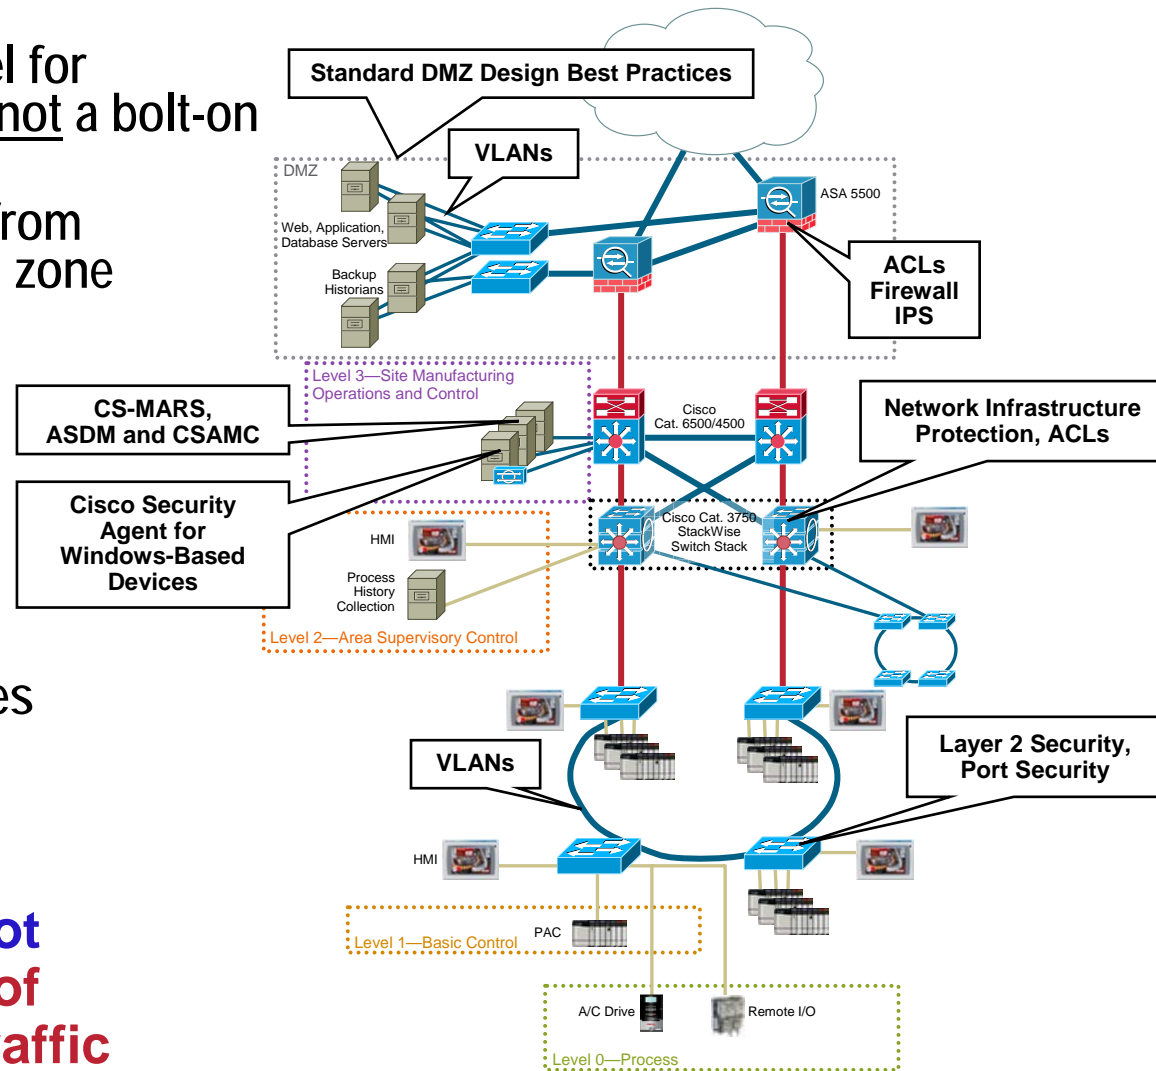 el for
not a bolt-on
from
zone
es
ot
of
affic
Standard DMZ Design Best Practices
VLANs
DMZ
ASA 5500
Web, Application,
Database Servers
Backup
Historians
ACLs
Firewall
IPS
Level 3—Site Manufacturing
Operations and Control
CS-MARS,
ASDM and CSAMC
Cisco
Cat. 6500/4500
Network Infrastructure
Protection, ACLs
Cisco Security
Agent for
Windows-Based
Devices
HMI
Cisco Cat. 3750
StackWise
Switch Stack
Process
History
Collection
Level 2—Area Supervisory Control
VLANs
Layer 2 Security,
Port Security
HMI
PAC
Level 1—Basic Control
A/C Drive
Remote I/O
Level 0—Process